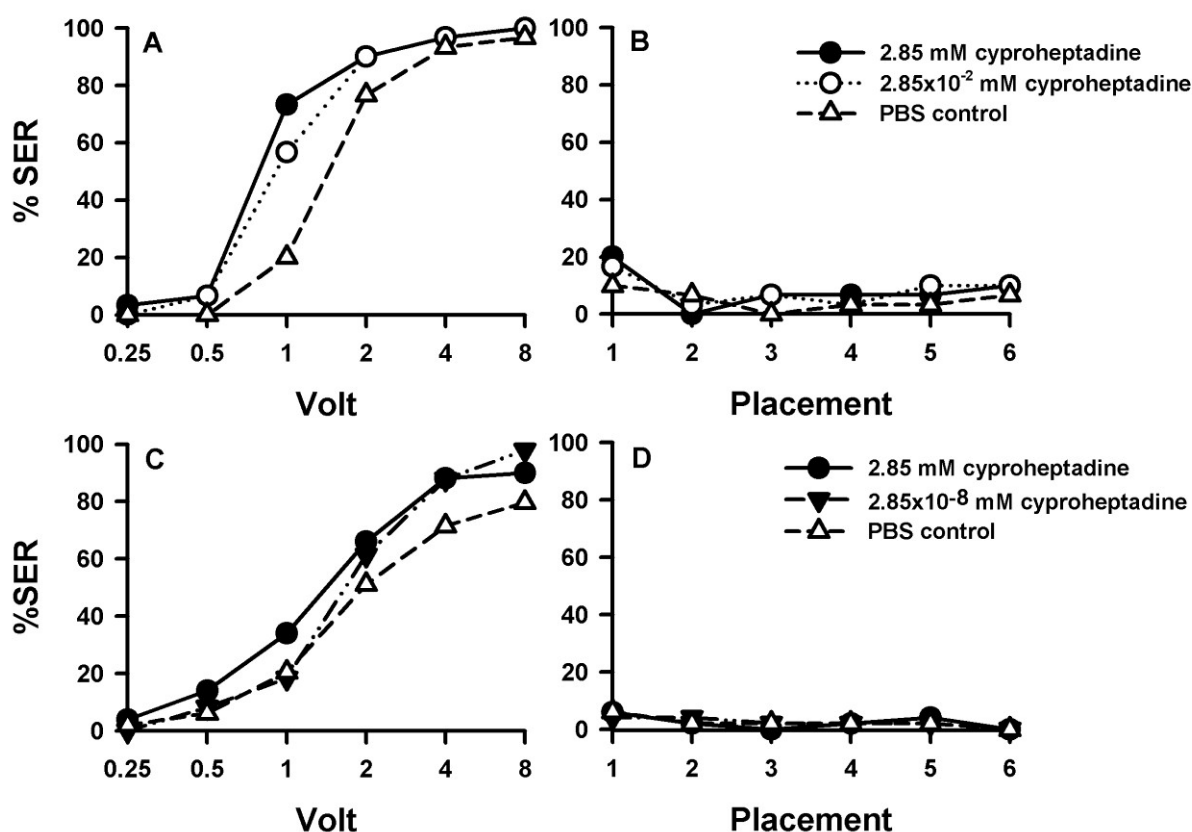 A
% SER
100
80
60
40
20
0
0.25 0.5 1 2 4 8
Volt
B
100
80
60
40
20
0
1 2 3 4 5 6
Placement
2.85 mM cyproheptadine
2.85x10⁻² mM cyproheptadine
PBS control
C
%SER
100
80
60
40
20
0
0.25 0.5 1 2 4 8
Volt
D
100
80
60
40
20
0
1 2 3 4 5 6
Placement
2.85 mM cyproheptadine
2.85x10⁻⁸ mM cyproheptadine
PBS control